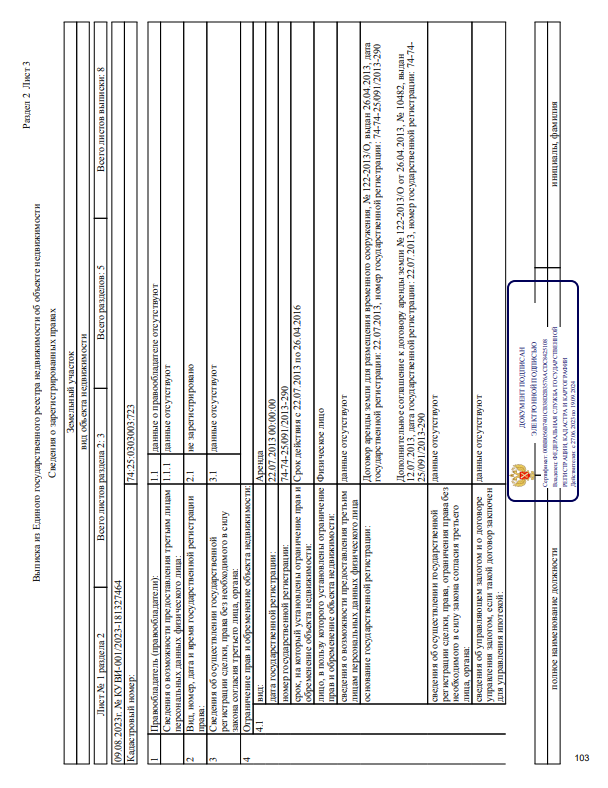 Раздел 2 Лист 3
Выписка из Единого государственного реестра недвижимости об объекте недвижимости
Сведения о зарегистрированных правах
Земельный участок
вид объекта недвижимости
Лист № 1 раздела 2
Всего листов раздела 2: 3
Всего разделов: 5
Всего листов выписки: 8
09.08.2023г. № КУВИ-001/2023-181327464
Кадастровый номер:
74:25:0303003:723
1
Правообладатель (правообладатели):
1.1
данные о правообладателе отсутствуют
Сведения о возможности предоставления третьим лицам
персональных данных физического лица:
1.1.1
данные отсутствуют
2
Вид, номер, дата и время государственной регистрации
права:
2.1
не зарегистрировано
3
Сведения об осуществлении государственной
регистрации сделки, права без необходимого в силу
закона согласия третьего лица, органа:
3.1
данные отсутствуют
4
Ограничение прав и обременение объекта недвижимости:
4.1
вид:
Аренда
дата государственной регистрации:
22.07.2013 00:00:00
номер государственной регистрации:
74-74-25/091/2013-290
срок, на который установлены ограничение прав и
обременение объекта недвижимости:
Срок действия с 22.07.2013 по 26.04.2016
лицо, в пользу которого установлены ограничение
прав и обременение объекта недвижимости:
Физическое лицо
сведения о возможности предоставления третьим
лицам персональных данных физического лица
данные отсутствуют
основание государственной регистрации:
Договор аренды земли для размещения временного сооружения, № 122-2013/О, выдан 26.04.2013, дата
государственной регистрации: 22.07.2013, номер государственной регистрации: 74-74-25/091/2013-290
Дополнительное соглашение к договору аренды земли № 122-2013/О от 26.04.2013, № 10482, выдан
12.07.2013, дата государственной регистрации: 22.07.2013, номер государственной регистрации: 74-74-
25/091/2013-290
сведения об осуществлении государственной
регистрации сделки, права, ограничения права без
необходимого в силу закона согласия третьего
лица, органа:
данные отсутствуют
сведения об управляющем залогом и о договоре
управления залогом, если такой договор заключен
для управления ипотекой:
данные отсутствуют
ДОКУМЕНТ ПОДПИСАН
ЭЛЕКТРОННОЙ ПОДПИСЬЮ
Владелец: ФЕДЕРАЛЬНАЯ СЛУЖБА ГОСУДАРСТВЕННОЙ
РЕГИСТРАЦИИ, КАДАСТРА И КАРТОГРАФИИ
полное наименование должности
инициалы, фамилия
103